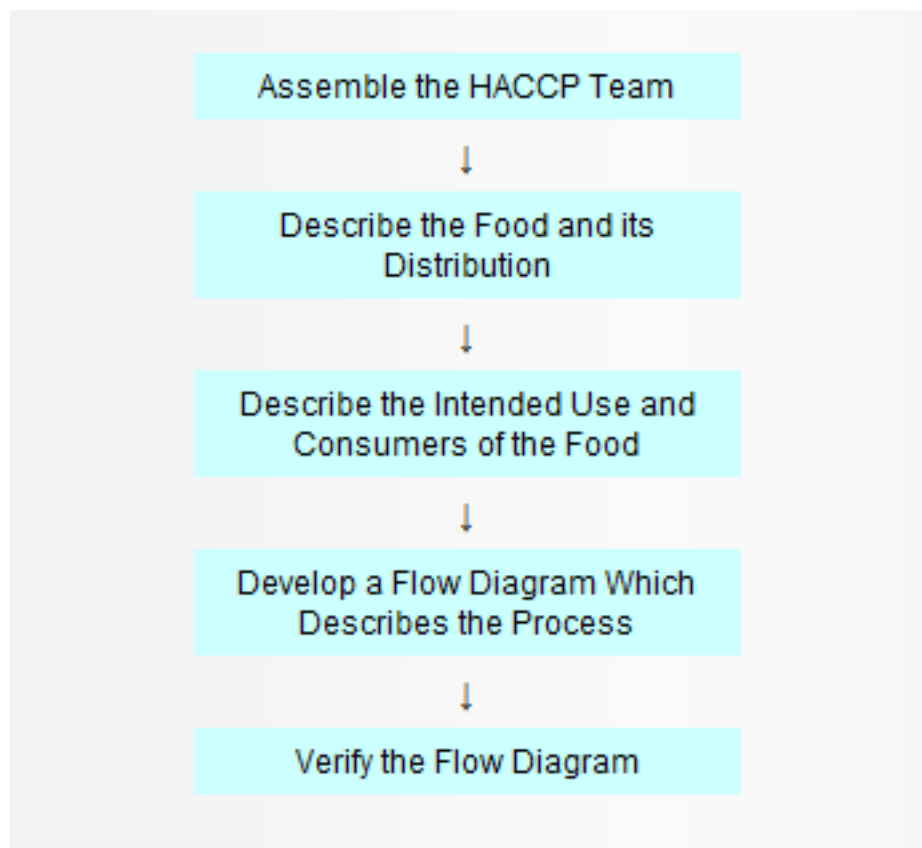 Assemble the HACCP Team
↓
Describe the Food and its
Distribution
↓
Describe the Intended Use and
Consumers of the Food
↓
Develop a Flow Diagram Which
Describes the Process
↓
Verify the Flow Diagram